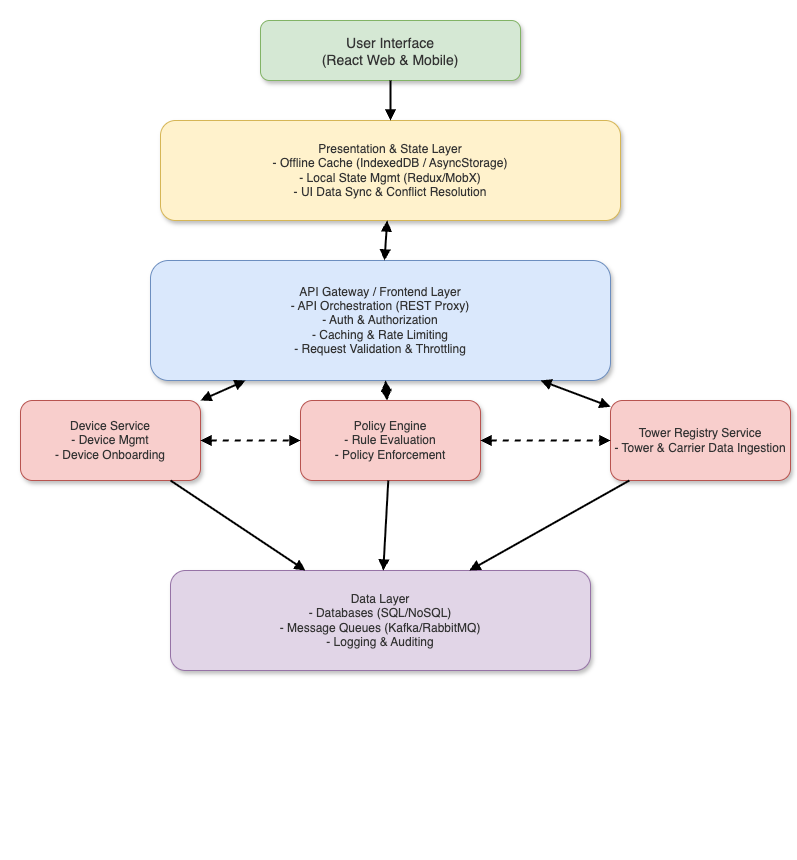 User Interface
(React Web & Mobile)
Presentation & State Layer
- Offline Cache (IndexedDB / AsyncStorage)
- Local State Mgmt (Redux/MobX)
- UI Data Sync & Conflict Resolution
API Gateway / Frontend Layer
- API Orchestration (REST Proxy)
- Auth & Authorization
- Caching & Rate Limiting
- Request Validation & Throttling
Device Service
- Device Mgmt
- Device Onboarding
Policy Engine
- Rule Evaluation
- Policy Enforcement
Tower Registry Service
- Tower & Carrier Data Ingestion
Data Layer
- Databases (SQL/NoSQL)
- Message Queues (Kafka/RabbitMQ)
- Logging & Auditing